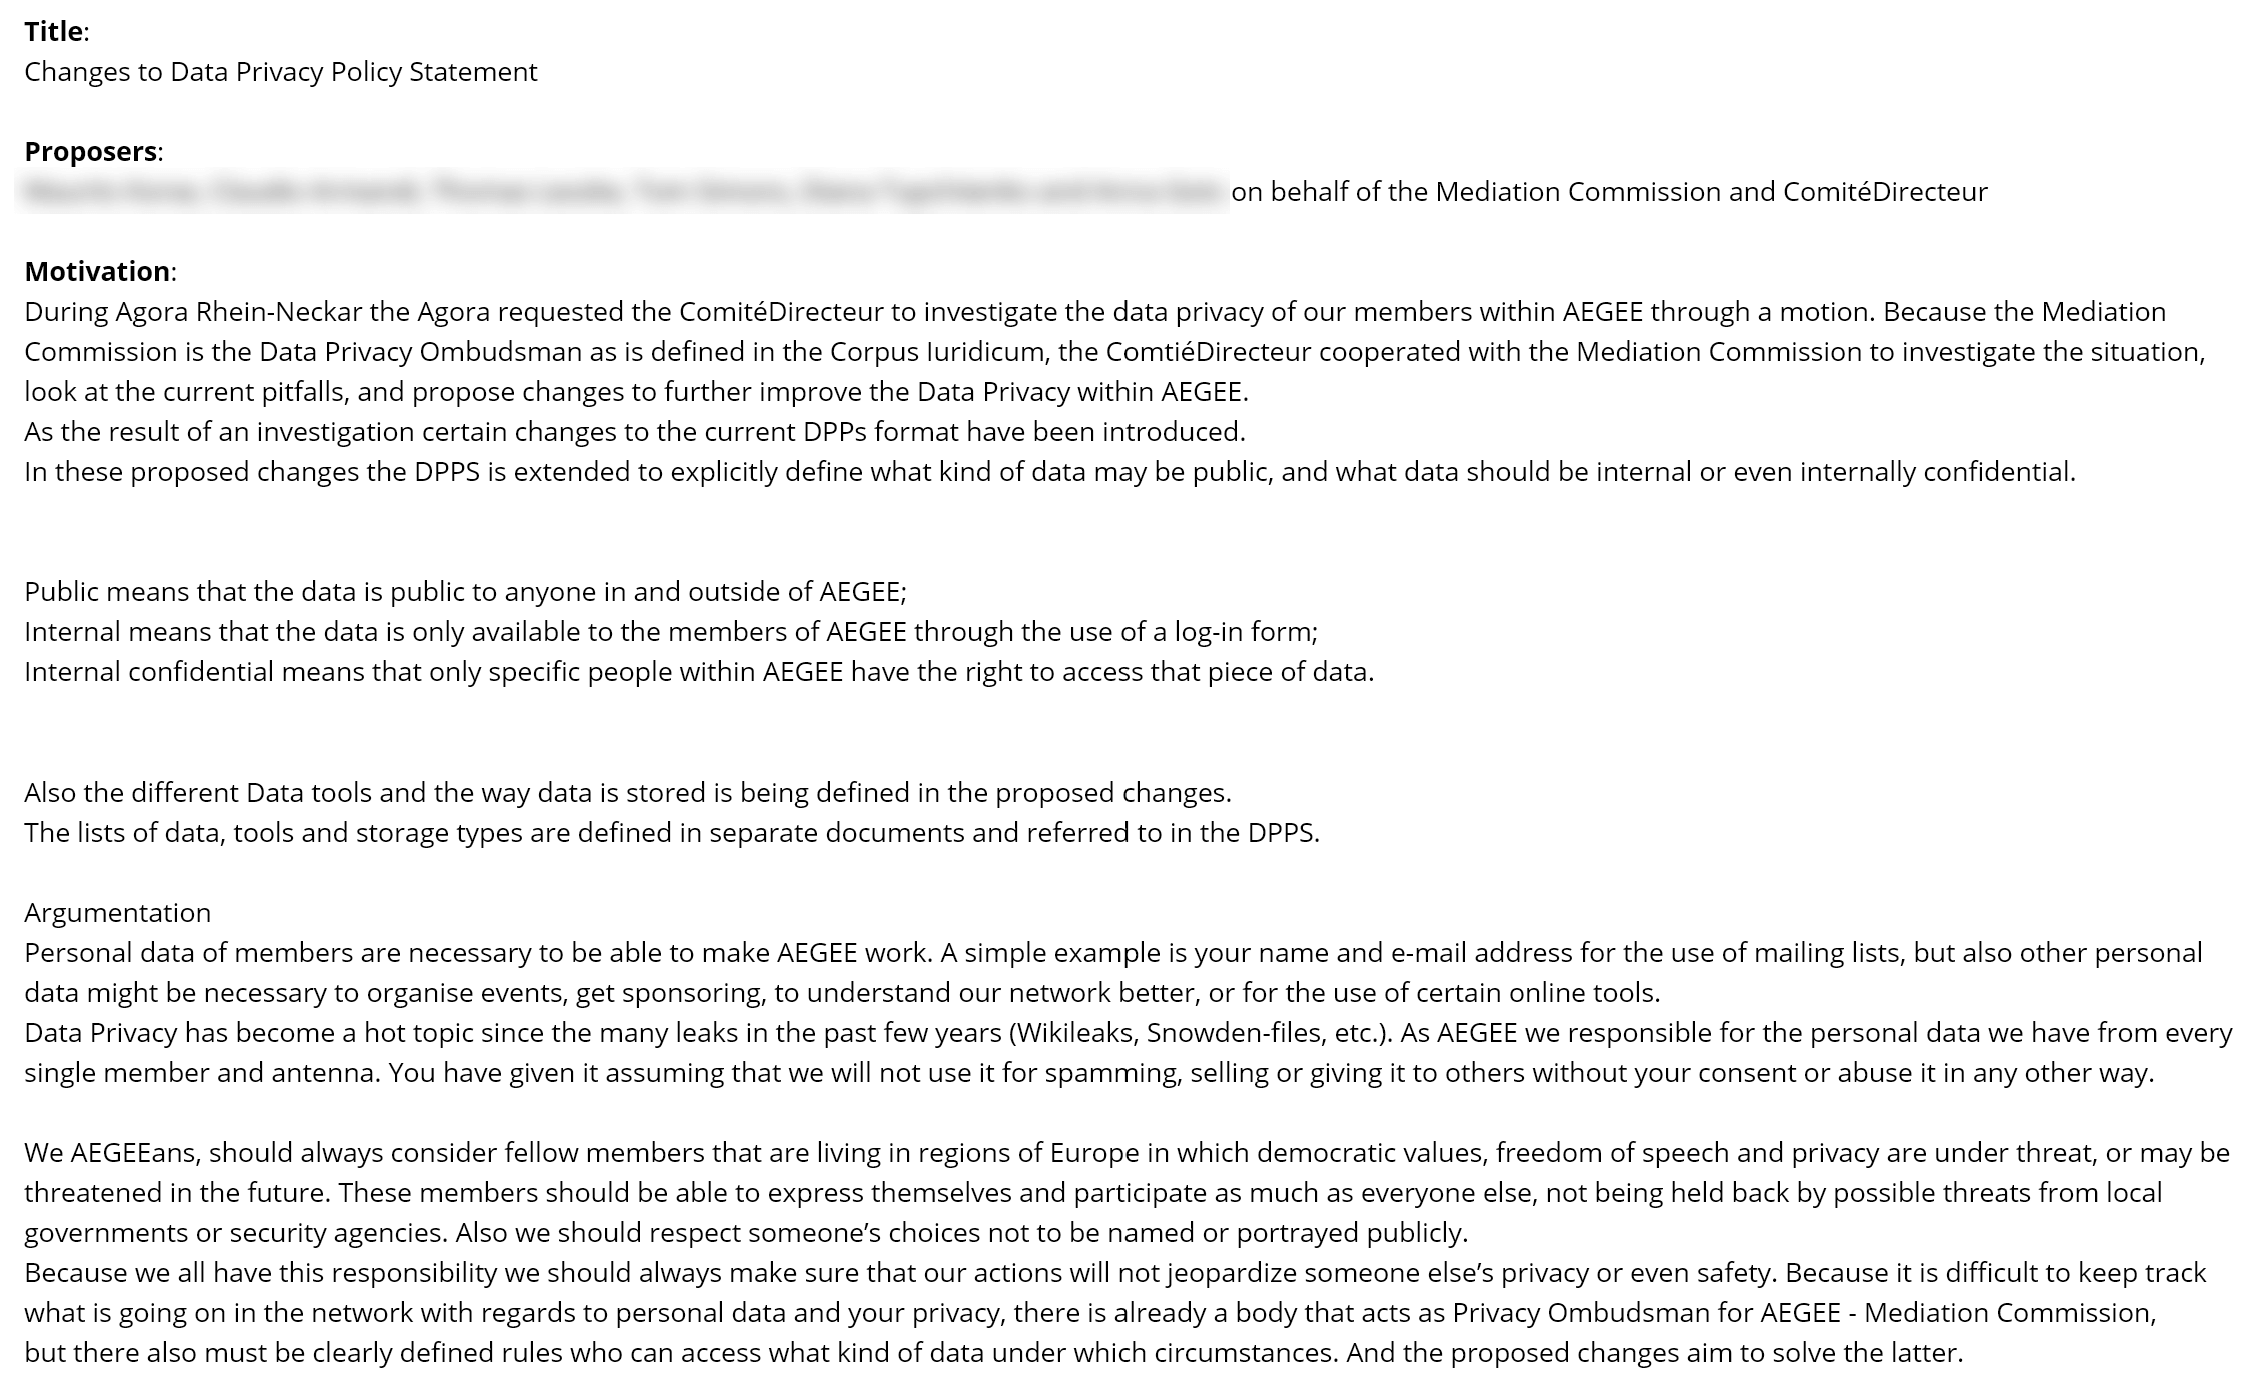 Title:
Changes to Data Privacy Policy Statement
Proposers:
on behalf of the Mediation Commission and ComitéDirecteur
Motivation:
During Agora Rhein-Neckar the Agora requested the ComitéDirecteur to investigate the data privacy of our members within AEGEE through a motion. Because the Mediation
Commission is the Data Privacy Ombudsman as is defined in the Corpus Iuridicum, the ComtiéDirecteur cooperated with the Mediation Commission to investigate the situation,
look at the current pitfalls, and propose changes to further improve the Data Privacy within AEGEE.
As the result of an investigation certain changes to the current DPPs format have been introduced.
In these proposed changes the DPPS is extended to explicitly define what kind of data may be public, and what data should be internal or even internally confidential.
Public means that the data is public to anyone in and outside of AEGEE;
Internal means that the data is only available to the members of AEGEE through the use of a log-in form;
Internal confidential means that only specific people within AEGEE have the right to access that piece of data.
Also the different Data tools and the way data is stored is being defined in the proposed changes.
The lists of data, tools and storage types are defined in separate documents and referred to in the DPPS.
Argumentation
Personal data of members are necessary to be able to make AEGEE work. A simple example is your name and e-mail address for the use of mailing lists, but also other personal
data might be necessary to organise events, get sponsoring, to understand our network better, or for the use of certain online tools.
Data Privacy has become a hot topic since the many leaks in the past few years (Wikileaks, Snowden-files, etc.). As AEGEE we responsible for the personal data we have from every
single member and antenna. You have given it assuming that we will not use it for spamming, selling or giving it to others without your consent or abuse it in any other way.
We AEGEEans, should always consider fellow members that are living in regions of Europe in which democratic values, freedom of speech and privacy are under threat, or may be
threatened in the future. These members should be able to express themselves and participate as much as everyone else, not being held back by possible threats from local
governments or security agencies. Also we should respect someone’s choices not to be named or portrayed publicly.
Because we all have this responsibility we should always make sure that our actions will not jeopardize someone else’s privacy or even safety. Because it is difficult to keep track
what is going on in the network with regards to personal data and your privacy, there is already a body that acts as Privacy Ombudsman for AEGEE - Mediation Commission,
but there also must be clearly defined rules who can access what kind of data under which circumstances. And the proposed changes aim to solve the latter.